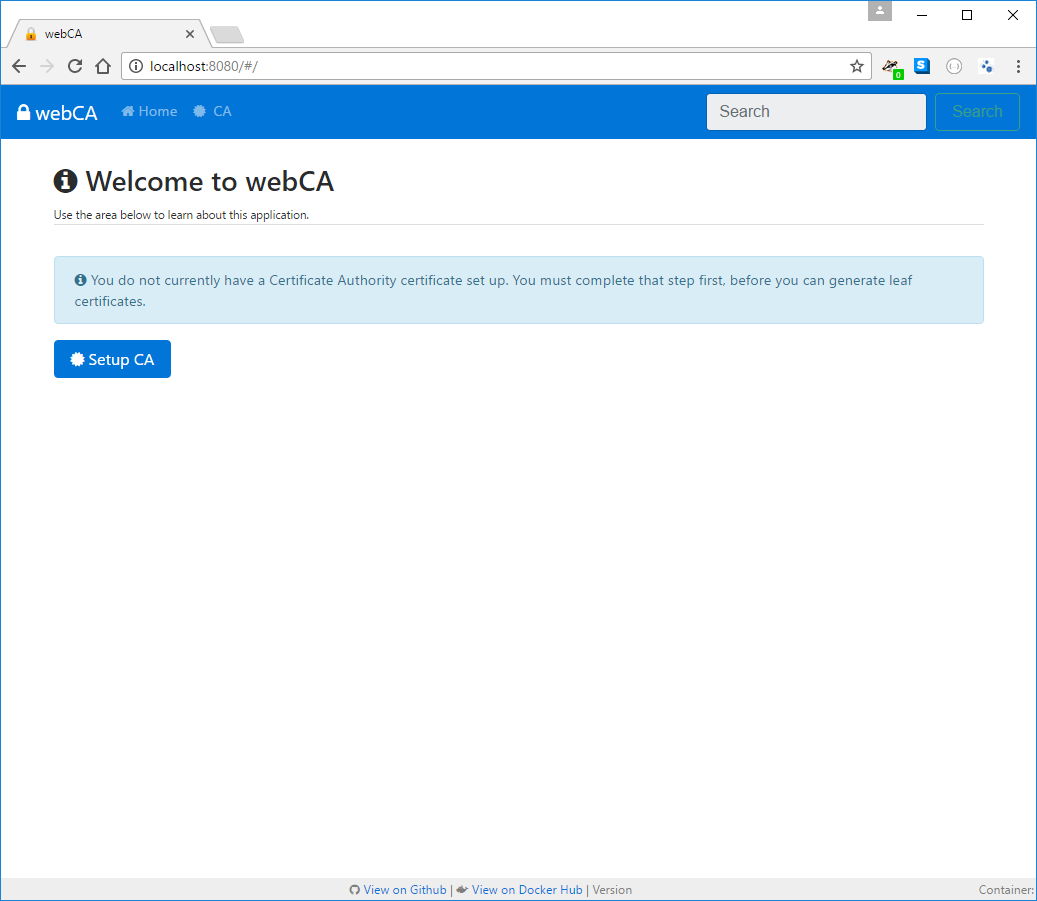 webCA
localhost:8080/#/
0
S
webCA Home CA Search Search
Welcome to webCA
Use the area below to learn about this application.
You do not currently have a Certificate Authority certificate set up. You must complete that step first, before you can generate leaf
certificates.
Setup CA
View on Github | View on Docker Hub | Version Container: